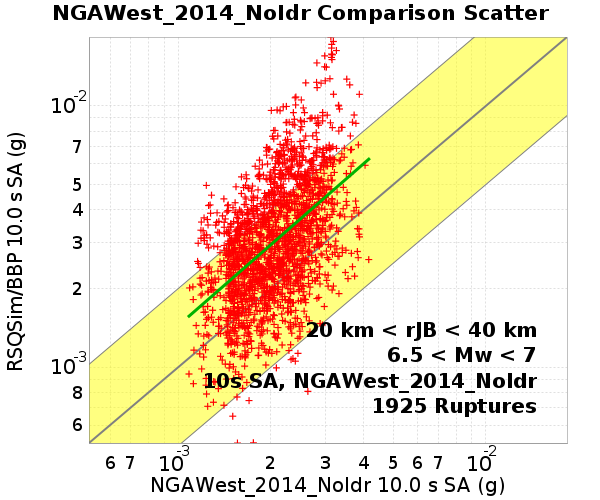 NGAWest_2014_NoIdr Comparison Scatter
RSQSim/BBP 10.0 s SA (g)
10-2
7
5
4
3
2
10-3
8
6
20 km < rJB < 40 km
6.5 < Mw < 7
10s SA, NGAWest_2014_NoIdr
1925 Ruptures
6 7 10-3 2 3 4 5 6 7 10-2
NGAWest_2014_NoIdr 10.0 s SA (g)